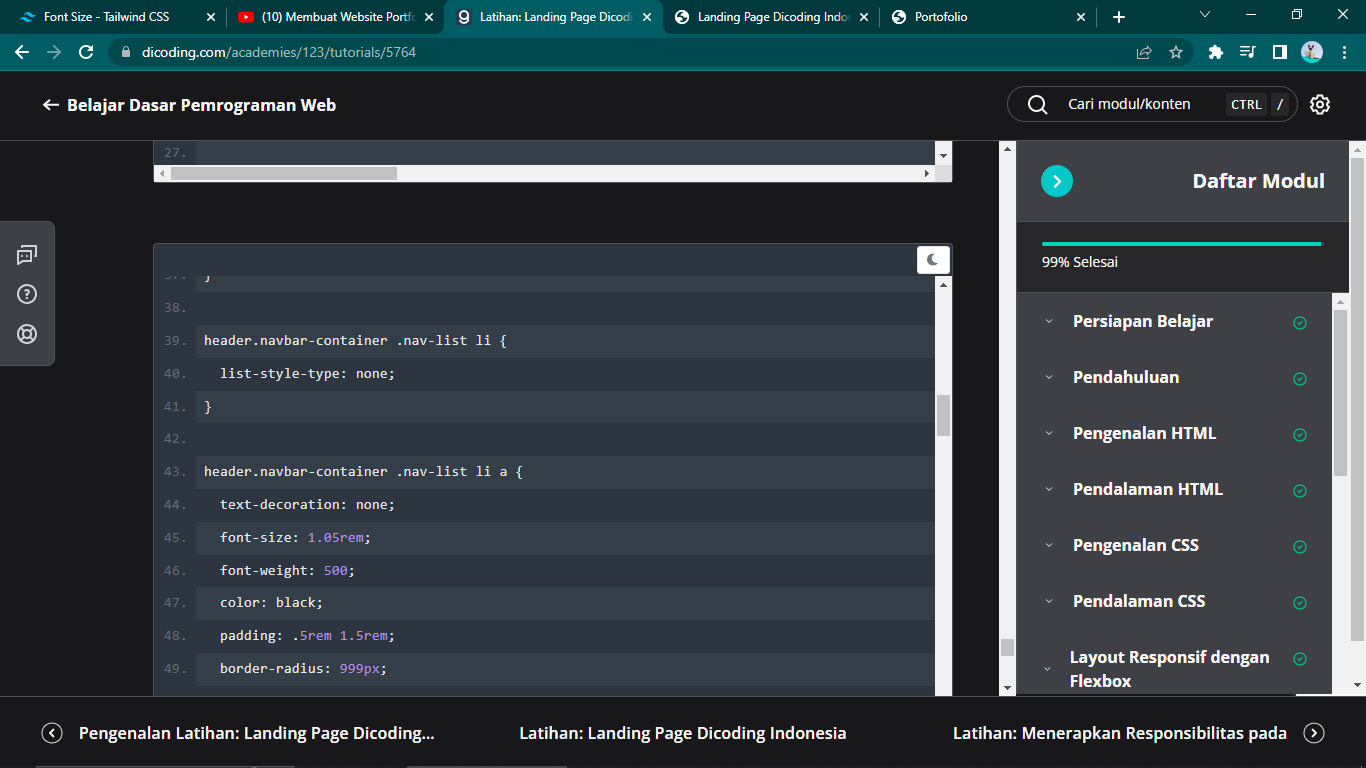 Font Size - Tailwind CSS
(10) Membuat Website Portfo
Latihan: Landing Page Dicodi
Landing Page Dicoding Indon
Portofolio
dicoding.com/academies/123/tutorials/5764
Belajar Dasar Pemrograman Web
Cari modul/konten
CTRL /
27.
Daftar Modul
99% Selesai
37. }
38.
39. header.navbar-container .nav-list li {
40. list-style-type: none;
41. }
42.
43. header.navbar-container .nav-list li a {
44. text-decoration: none;
45. font-size: 1.05rem;
46. font-weight: 500;
47. color: black;
48. padding: .5rem 1.5rem;
49. border-radius: 999px;
Persiapan Belajar
Pendahuluan
Pengenalan HTML
Pendalaman HTML
Pengenalan CSS
Pendalaman CSS
Layout Responsif dengan
Flexbox
Pengenalan Latihan: Landing Page Dicoding...
Latihan: Landing Page Dicoding Indonesia
Latihan: Menerapkan Responsibilitas pada